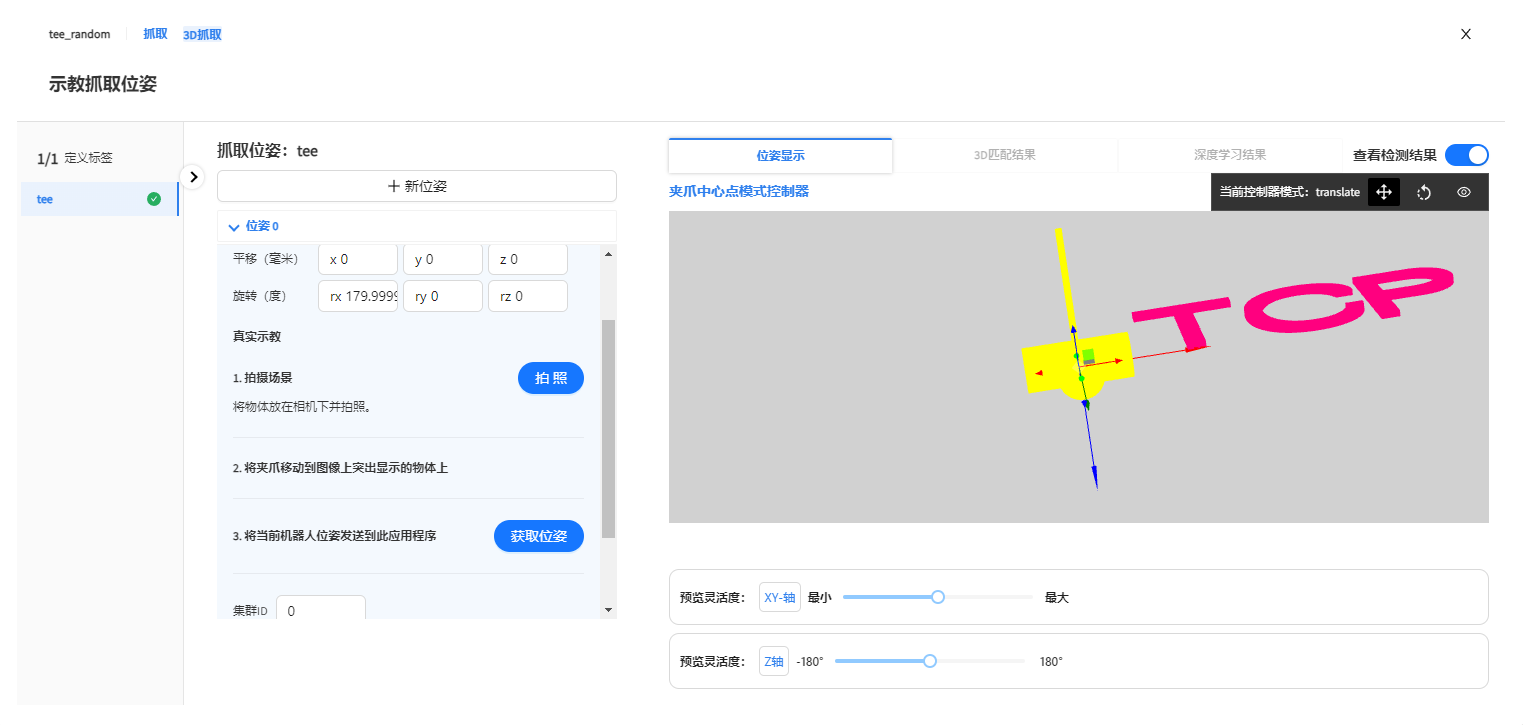 tee_random 抓取 3D抓取 X
示教抓取位姿
1/1 定义标签
tee
抓取位姿：tee
+ 新位姿
位姿 0
平移（毫米） x 0 y 0 z 0
旋转（度） rx 179.9999 ry 0 rz 0
真实示教
1. 拍摄场景 拍 照
将物体放在相机下并拍照。
2. 将夹爪移动到图像上突出显示的物体上
3. 将当前机器人位姿发送到此应用程序 获取位姿
集群ID 0
位姿显示 3D匹配结果 深度学习结果 查看检测结果
夹爪中心点模式控制器 当前控制器模式：translate
TCP
预览灵活度： XY-轴 最小 最大
预览灵活度： Z轴 -180° 180°